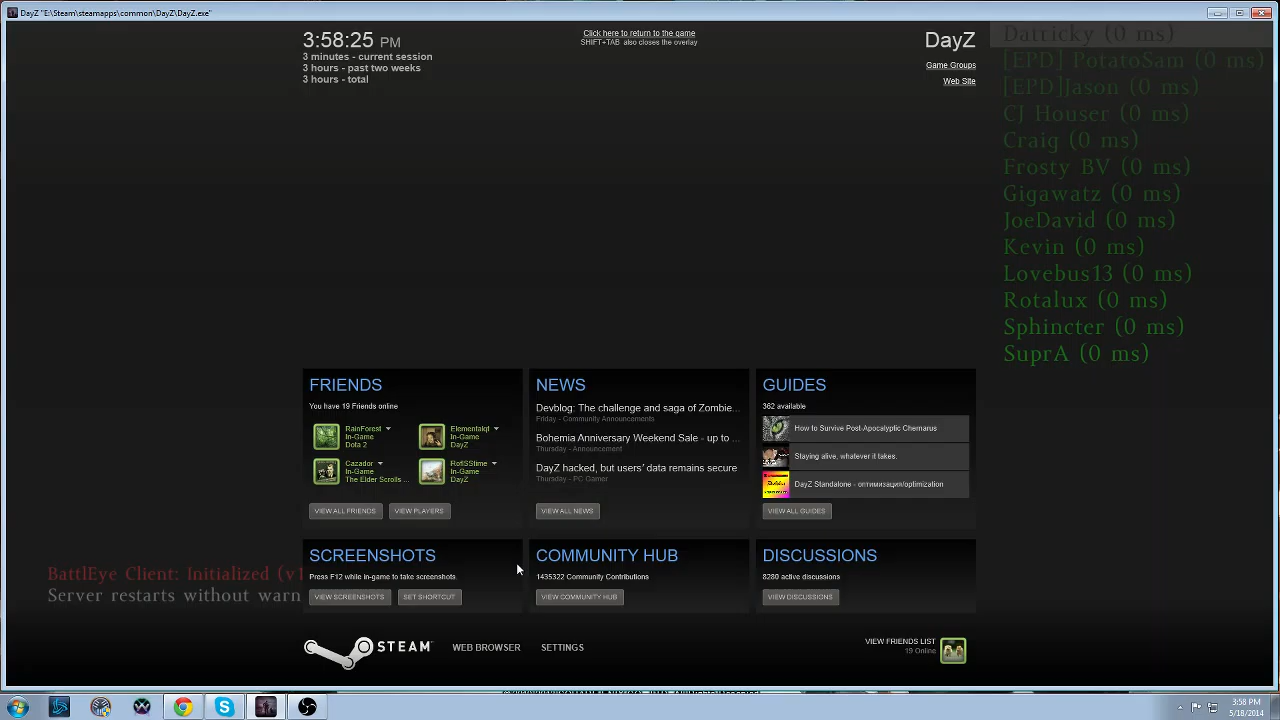 DayZ "E:\Steam\steamapps\common\DayZ\DayZ.exe"
3:58:25 PM
3 minutes - current session
3 hours - past two weeks
3 hours - total
Click here to return to the game
SHIFT+TAB also closes the overlay
DayZ
Game Groups
Web Site
Datricky (0 ms)
[EPD] PotatoSam (0 ms)
[EPD]Jason (0 ms)
CJ Houser (0 ms)
Craig (0 ms)
Frosty BV (0 ms)
Gigawatz (0 ms)
JoeDavid (0 ms)
Kevin (0 ms)
Lovebus13 (0 ms)
Rotalux (0 ms)
Sphincter (0 ms)
SuprA (0 ms)
FRIENDS
You have 19 Friends online
RainForest
In-Game
Dota 2
Elementalqt
In-Game
DayZ
Cazador
In-Game
The Elder Scrolls ...
RoflSStime
In-Game
DayZ
VIEW ALL FRIENDS
VIEW PLAYERS
NEWS
Devblog: The challenge and saga of Zombie...
Friday - Community Announcements
Bohemia Anniversary Weekend Sale - up to ...
Thursday - Announcement
DayZ hacked, but users' data remains secure
Thursday - PC Gamer
VIEW ALL NEWS
GUIDES
362 available
How to Survive Post-Apocalyptic Chernarus
Staying alive, whatever it takes.
DayZ Standalone - оптимизация/optimization
VIEW ALL GUIDES
SCREENSHOTS
Press F12 while in-game to take screenshots.
VIEW SCREENSHOTS
SET SHORTCUT
COMMUNITY HUB
1435322 Community Contributions
VIEW COMMUNITY HUB
DISCUSSIONS
8280 active discussions
VIEW DISCUSSIONS
BattlEye Client: Initialized (v1
Server restarts without warn
STEAM
WEB BROWSER
SETTINGS
VIEW FRIENDS LIST
19 Online
3:58 PM
5/18/2014